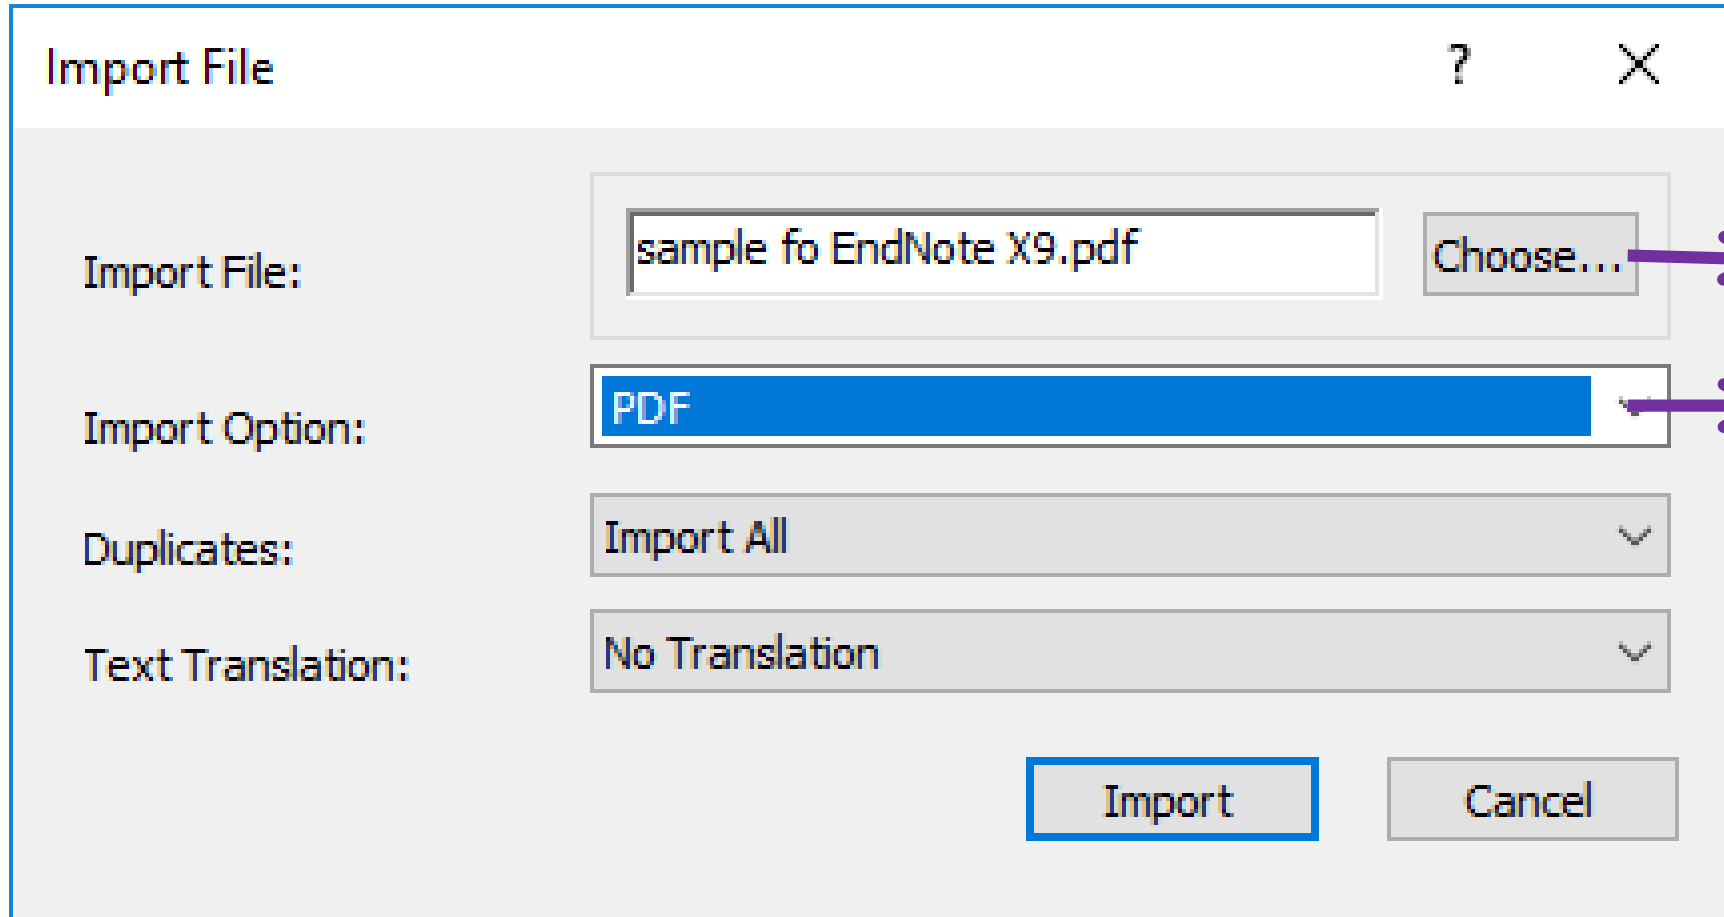 Import File ?
Import File: sample fo EndNote X9.pdf Choose...
Import Option: PDF
Duplicates: Import All
Text Translation: No Translation
Import Cancel